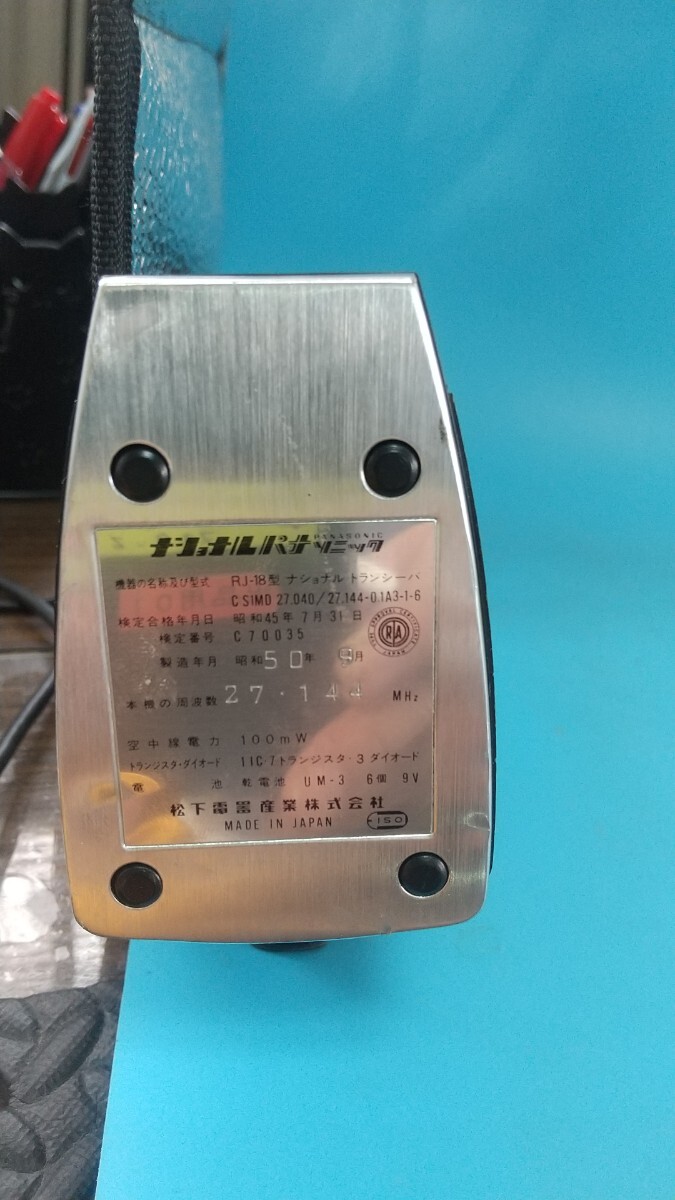 PANASONIC
ナショナルパナソニック
機器の名称及び型式 RJ-18型 ナショナルトランシーバ
CSIMD 27.040/27.144-0.1A3-1-6
検定合格年月日 昭和45年7月31日
検定番号 C70035
TYPE APPROVAL CERTIFICATE
RTA
JAPAN
製造年月 昭和50年9月
本機の周波数 27.144 MHz
空中線電力 100mW
トランジスタ・ダイオード 1IC・7トランジスタ・3ダイオード
電池 乾電池 UM-3 6個 9V
松下電器産業株式会社
MADE IN JAPAN
ISO